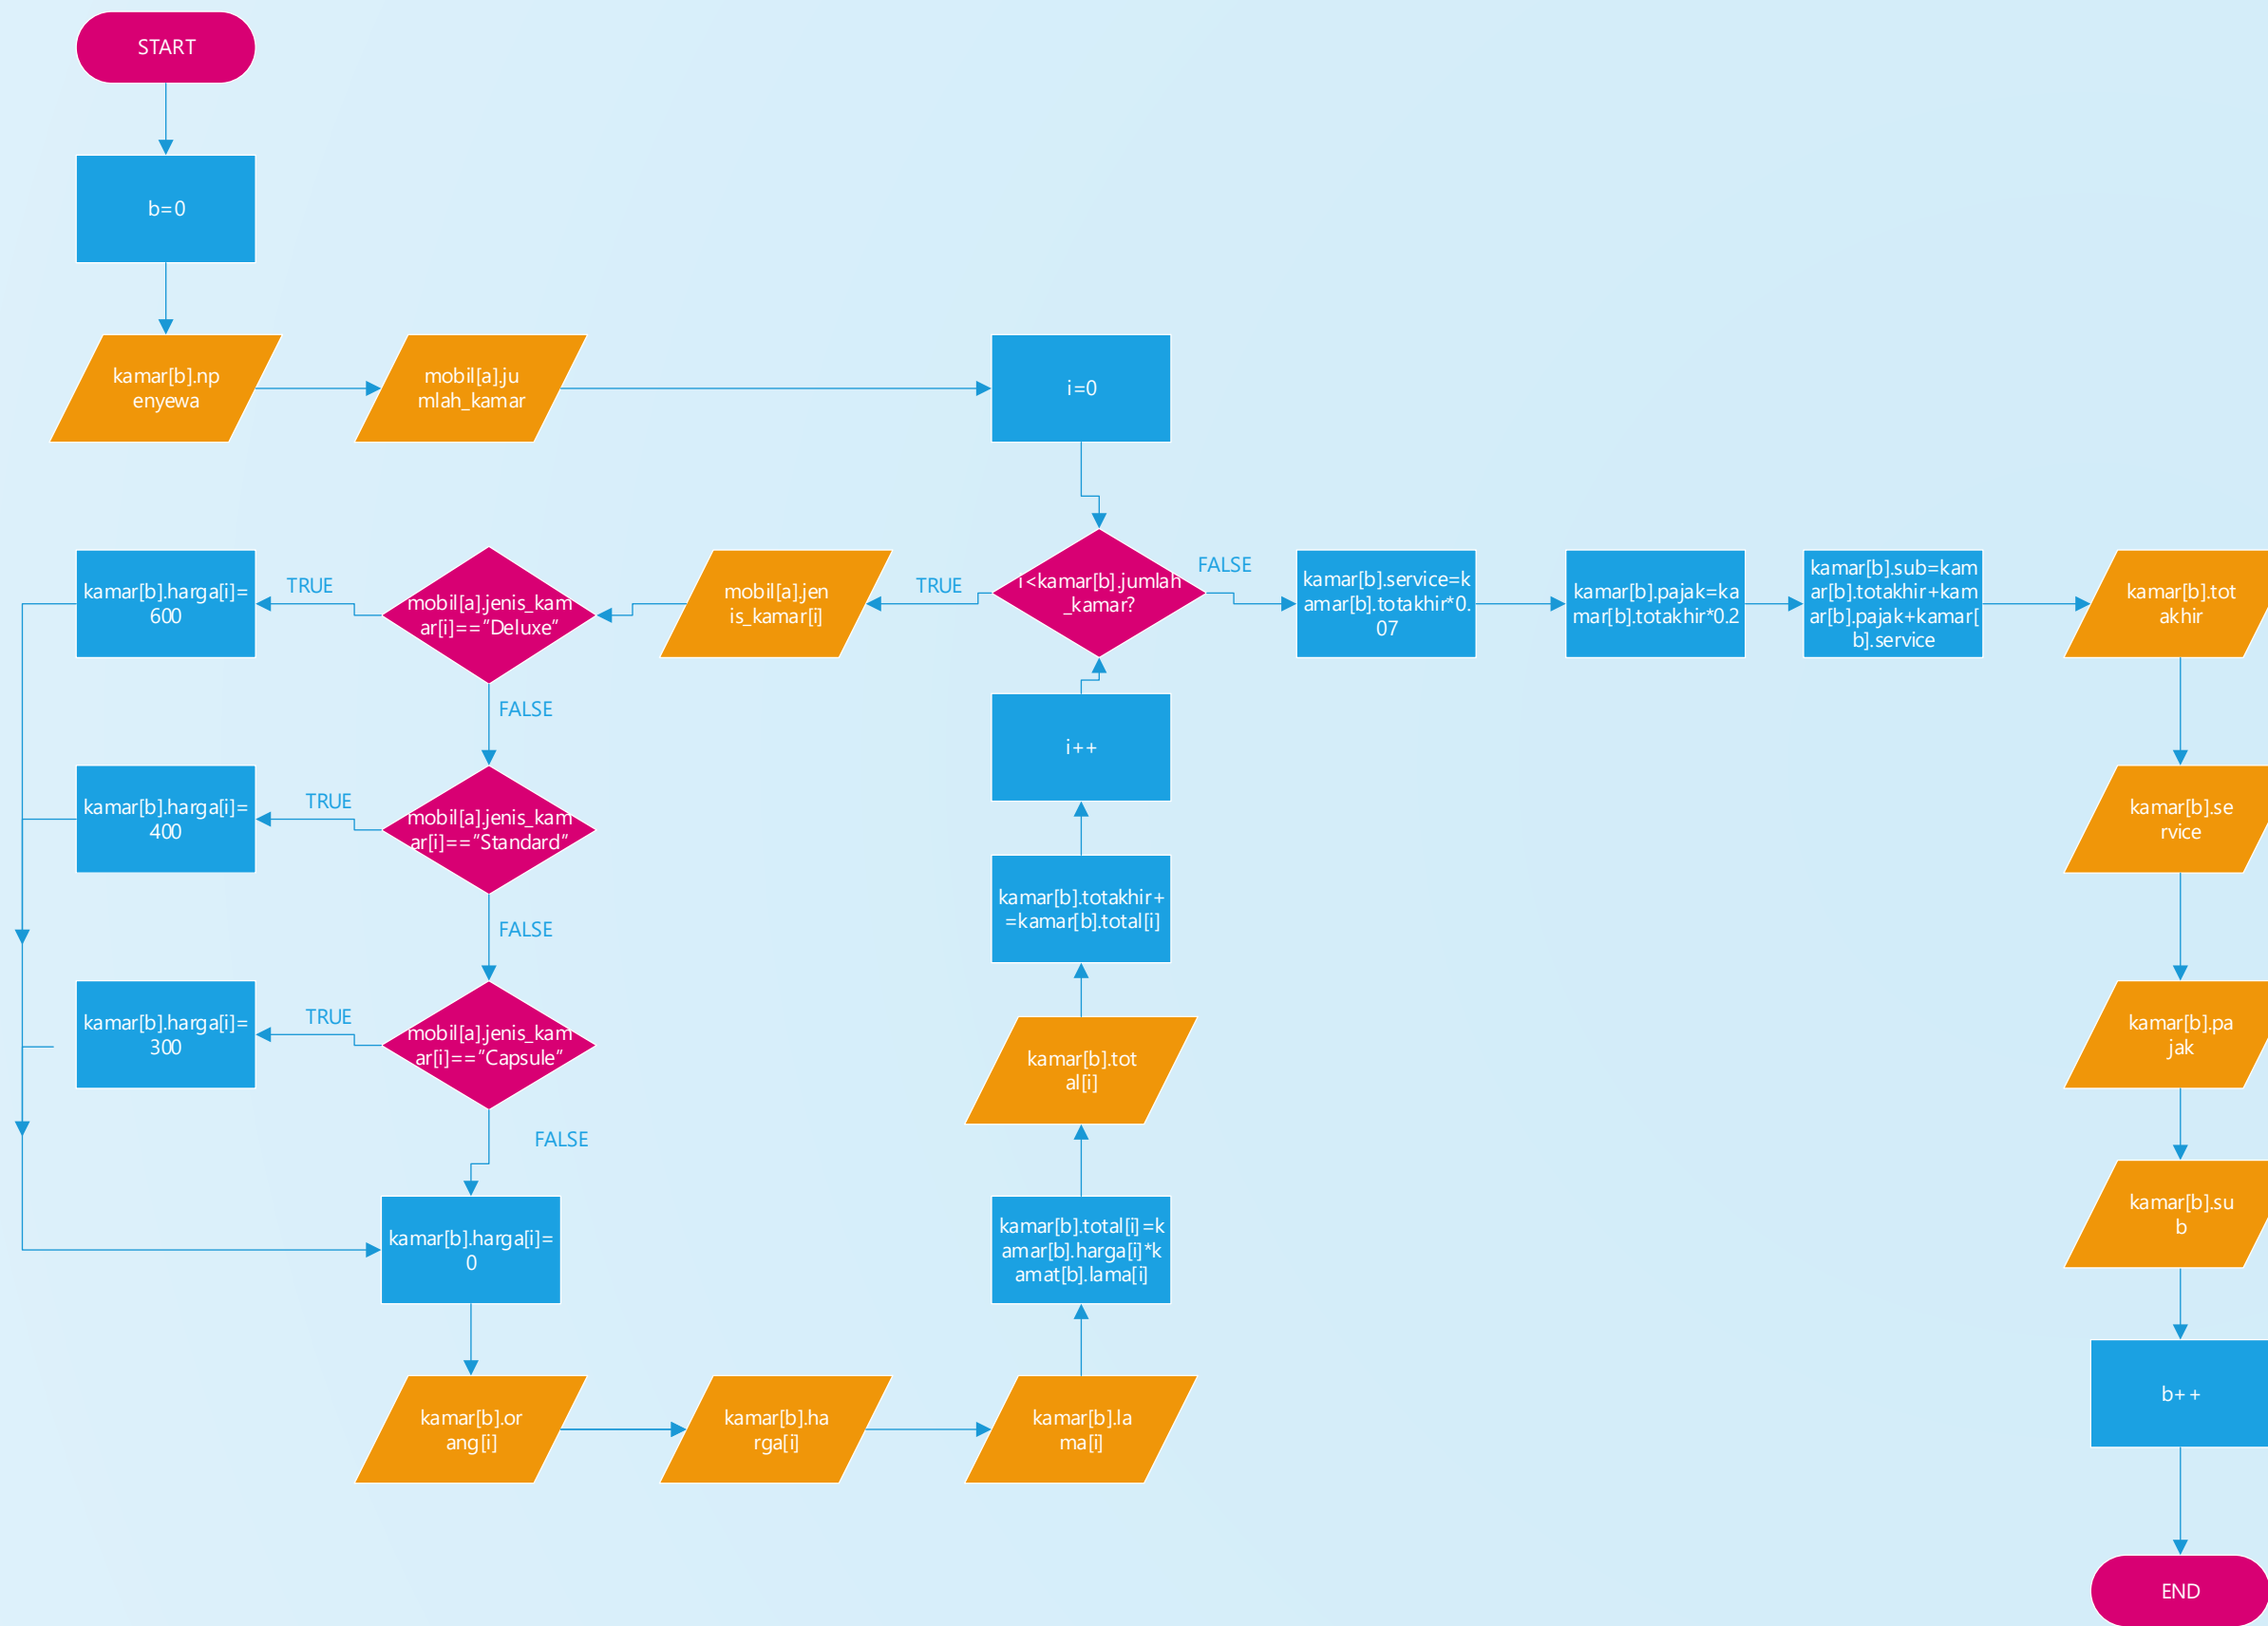 START
b=0
kamar[b].np
enyewa
mobil[a].ju
mlah_kamar
i=0
i<kamar[b].jumlah
_kamar?
TRUE
FALSE
mobil[a].jen
is_kamar[i]
mobil[a].jenis_kam
ar[i]=="Deluxe"
TRUE
kamar[b].harga[i]=
600
FALSE
mobil[a].jenis_kam
ar[i]=="Standard"
TRUE
kamar[b].harga[i]=
400
FALSE
mobil[a].jenis_kam
ar[i]=="Capsule"
TRUE
kamar[b].harga[i]=
300
FALSE
kamar[b].harga[i]=
0
kamar[b].or
ang[i]
kamar[b].ha
rga[i]
kamar[b].la
ma[i]
kamar[b].total[i]=k
amar[b].harga[i]*k
amat[b].lama[i]
kamar[b].tot
al[i]
kamar[b].totakhir+
=kamar[b].total[i]
i++
kamar[b].service=k
amar[b].totakhir*0.
07
kamar[b].pajak=ka
mar[b].totakhir*0.2
kamar[b].sub=kam
ar[b].totakhir+kam
ar[b].pajak+kamar[
b].service
kamar[b].tot
akhir
kamar[b].se
rvice
kamar[b].pa
jak
kamar[b].su
b
b++
END